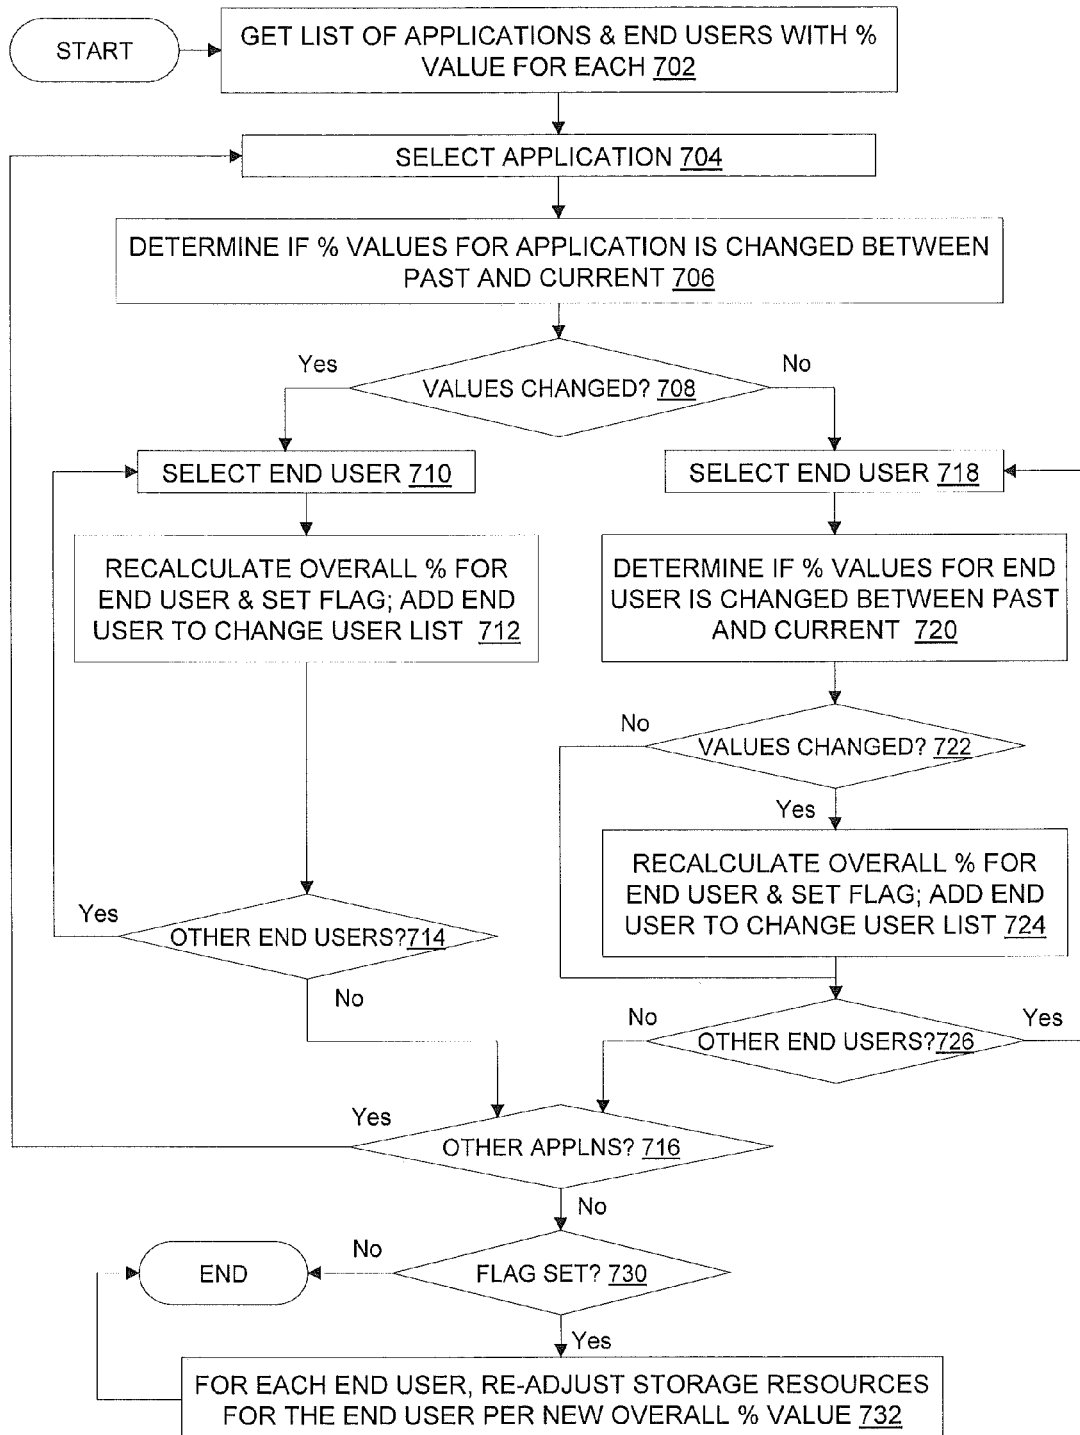 START
GET LIST OF APPLICATIONS & END USERS WITH %
VALUE FOR EACH 702
SELECT APPLICATION 704
DETERMINE IF % VALUES FOR APPLICATION IS CHANGED BETWEEN
PAST AND CURRENT 706
Yes
VALUES CHANGED? 708
No
SELECT END USER 710
SELECT END USER 718
RECALCULATE OVERALL % FOR
END USER & SET FLAG; ADD END
USER TO CHANGE USER LIST 712
DETERMINE IF % VALUES FOR END
USER IS CHANGED BETWEEN PAST
AND CURRENT 720
No
VALUES CHANGED? 722
Yes
RECALCULATE OVERALL % FOR
END USER & SET FLAG; ADD END
USER TO CHANGE USER LIST 724
Yes
OTHER END USERS?714
No
No
OTHER END USERS?726
Yes
Yes
OTHER APPLNS? 716
No
END
No
FLAG SET? 730
Yes
FOR EACH END USER, RE-ADJUST STORAGE RESOURCES
FOR THE END USER PER NEW OVERALL % VALUE 732